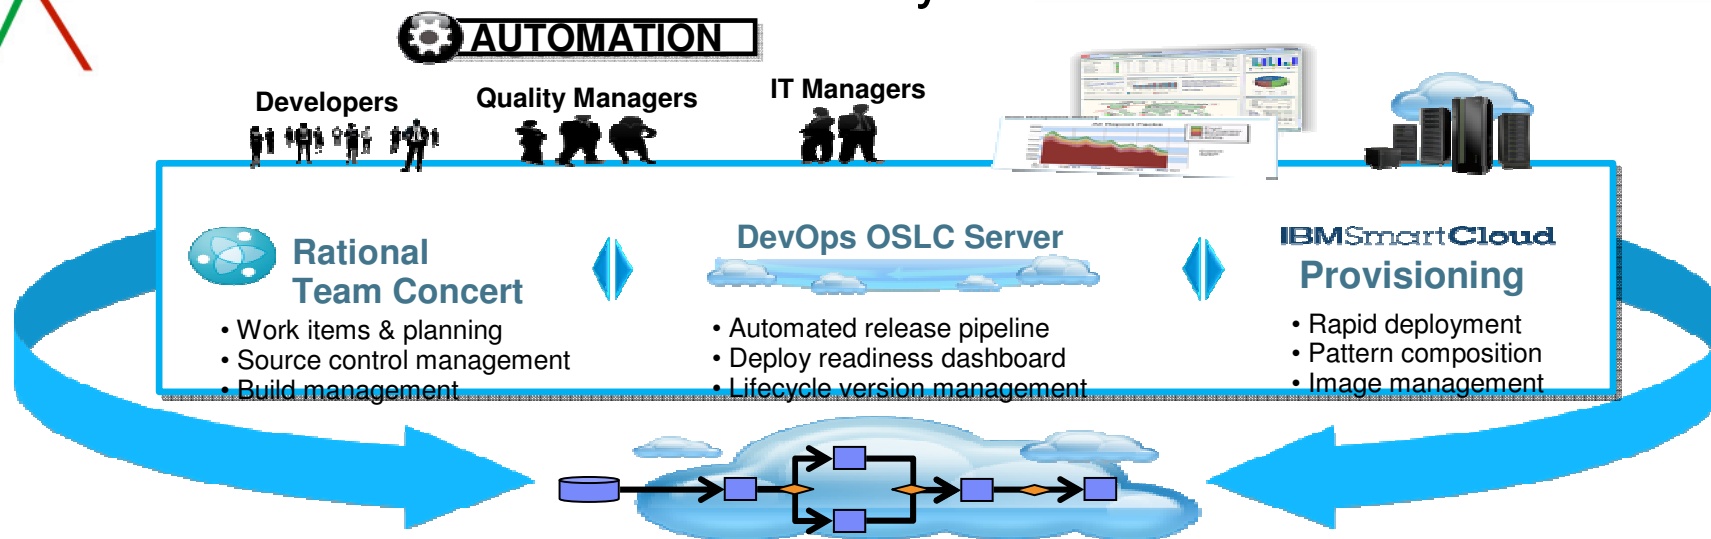 AUTOMATION
Developers
Quality Managers
IT Managers
Rational
Team Concert
• Work items & planning
• Source control management
• Build management
DevOps OSLC Server
• Automated release pipeline
• Deploy readiness dashboard
• Lifecycle version management
IBMSmartCloud
Provisioning
• Rapid deployment
• Pattern composition
• Image management